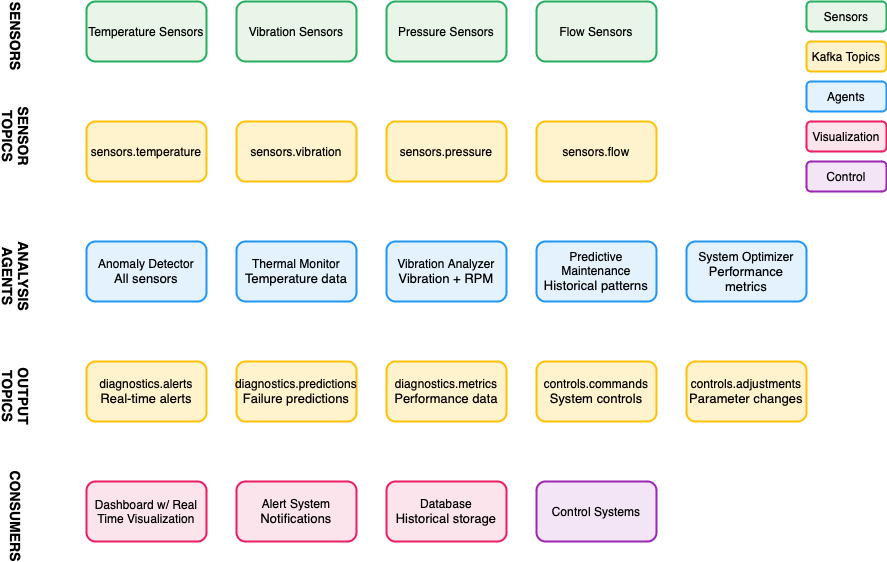 SENSORS
Temperature Sensors
Vibration Sensors
Pressure Sensors
Flow Sensors
Sensors
Kafka Topics
Agents
Visualization
Control
SENSOR
TOPICS
sensors.temperature
sensors.vibration
sensors.pressure
sensors.flow
ANALYSIS
AGENTS
Anomaly Detector
All sensors
Thermal Monitor
Temperature data
Vibration Analyzer
Vibration + RPM
Predictive
Maintenance
Historical patterns
System Optimizer
Performance
metrics
OUTPUT
TOPICS
diagnostics.alerts
Real-time alerts
diagnostics.predictions
Failure predictions
diagnostics.metrics
Performance data
controls.commands
System controls
controls.adjustments
Parameter changes
CONSUMERS
Dashboard w/ Real
Time Visualization
Alert System
Notifications
Database
Historical storage
Control Systems